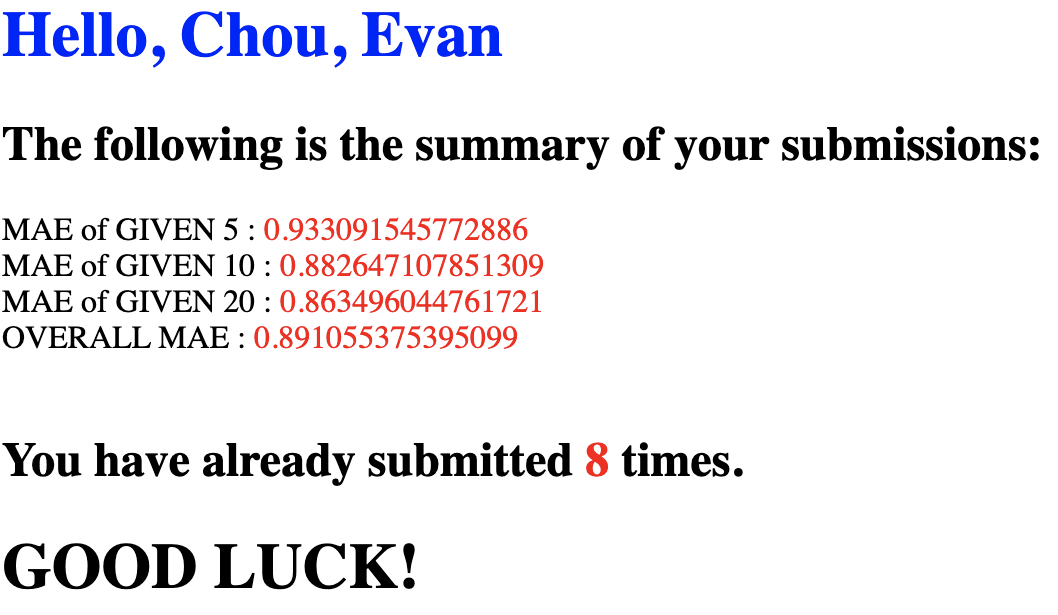 Hello, Chou, Evan
The following is the summary of your submissions:
MAE of GIVEN 5 : 0.933091545772886
MAE of GIVEN 10 : 0.882647107851309
MAE of GIVEN 20 : 0.863496044761721
OVERALL MAE : 0.891055375395099
You have already submitted 8 times.
GOOD LUCK!